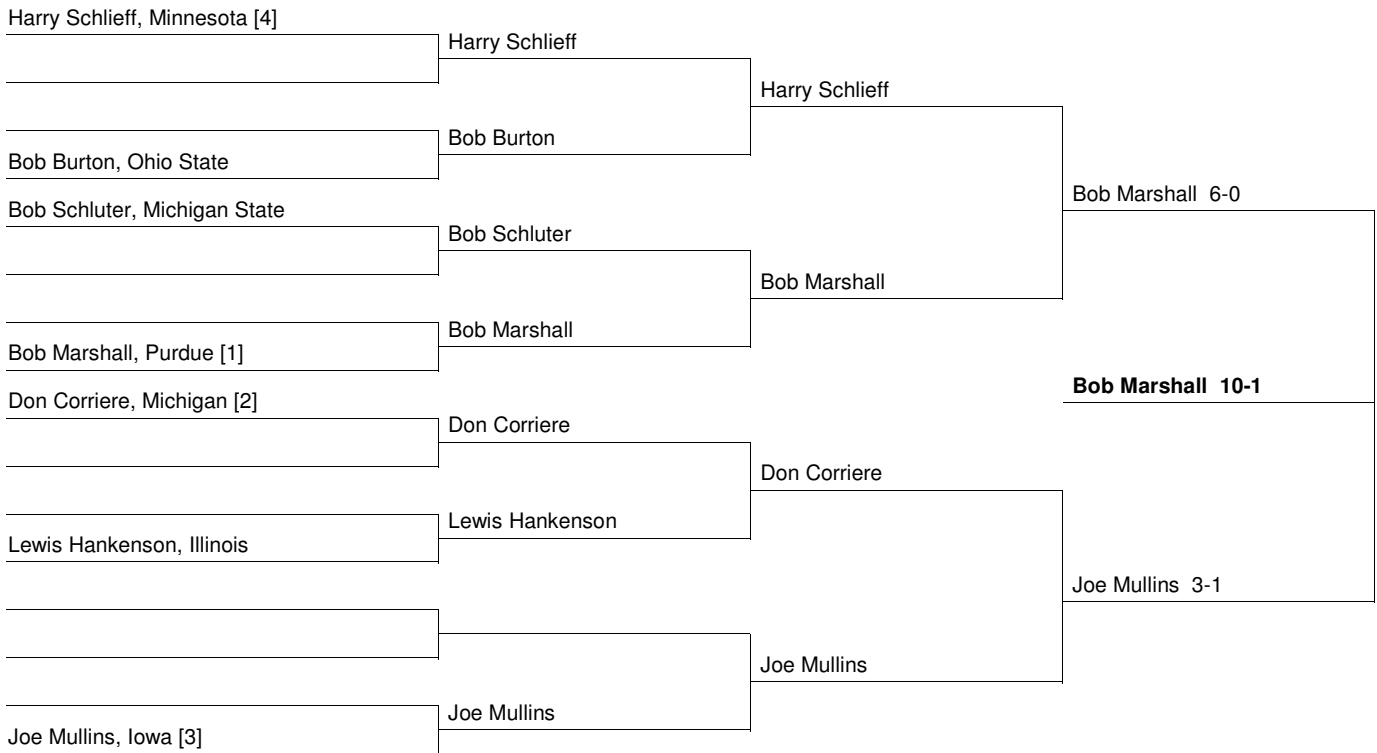 Harry Schlieff, Minnesota [4]
Harry Schlieff
Harry Schlieff
Bob Burton
Bob Burton, Ohio State
Bob Marshall 6-0
Bob Schluter, Michigan State
Bob Schluter
Bob Marshall
Bob Marshall
Bob Marshall, Purdue [1]
Bob Marshall 10-1
Don Corriere, Michigan [2]
Don Corriere
Don Corriere
Lewis Hankenson
Lewis Hankenson, Illinois
Joe Mullins 3-1
Joe Mullins
Joe Mullins
Joe Mullins, Iowa [3]